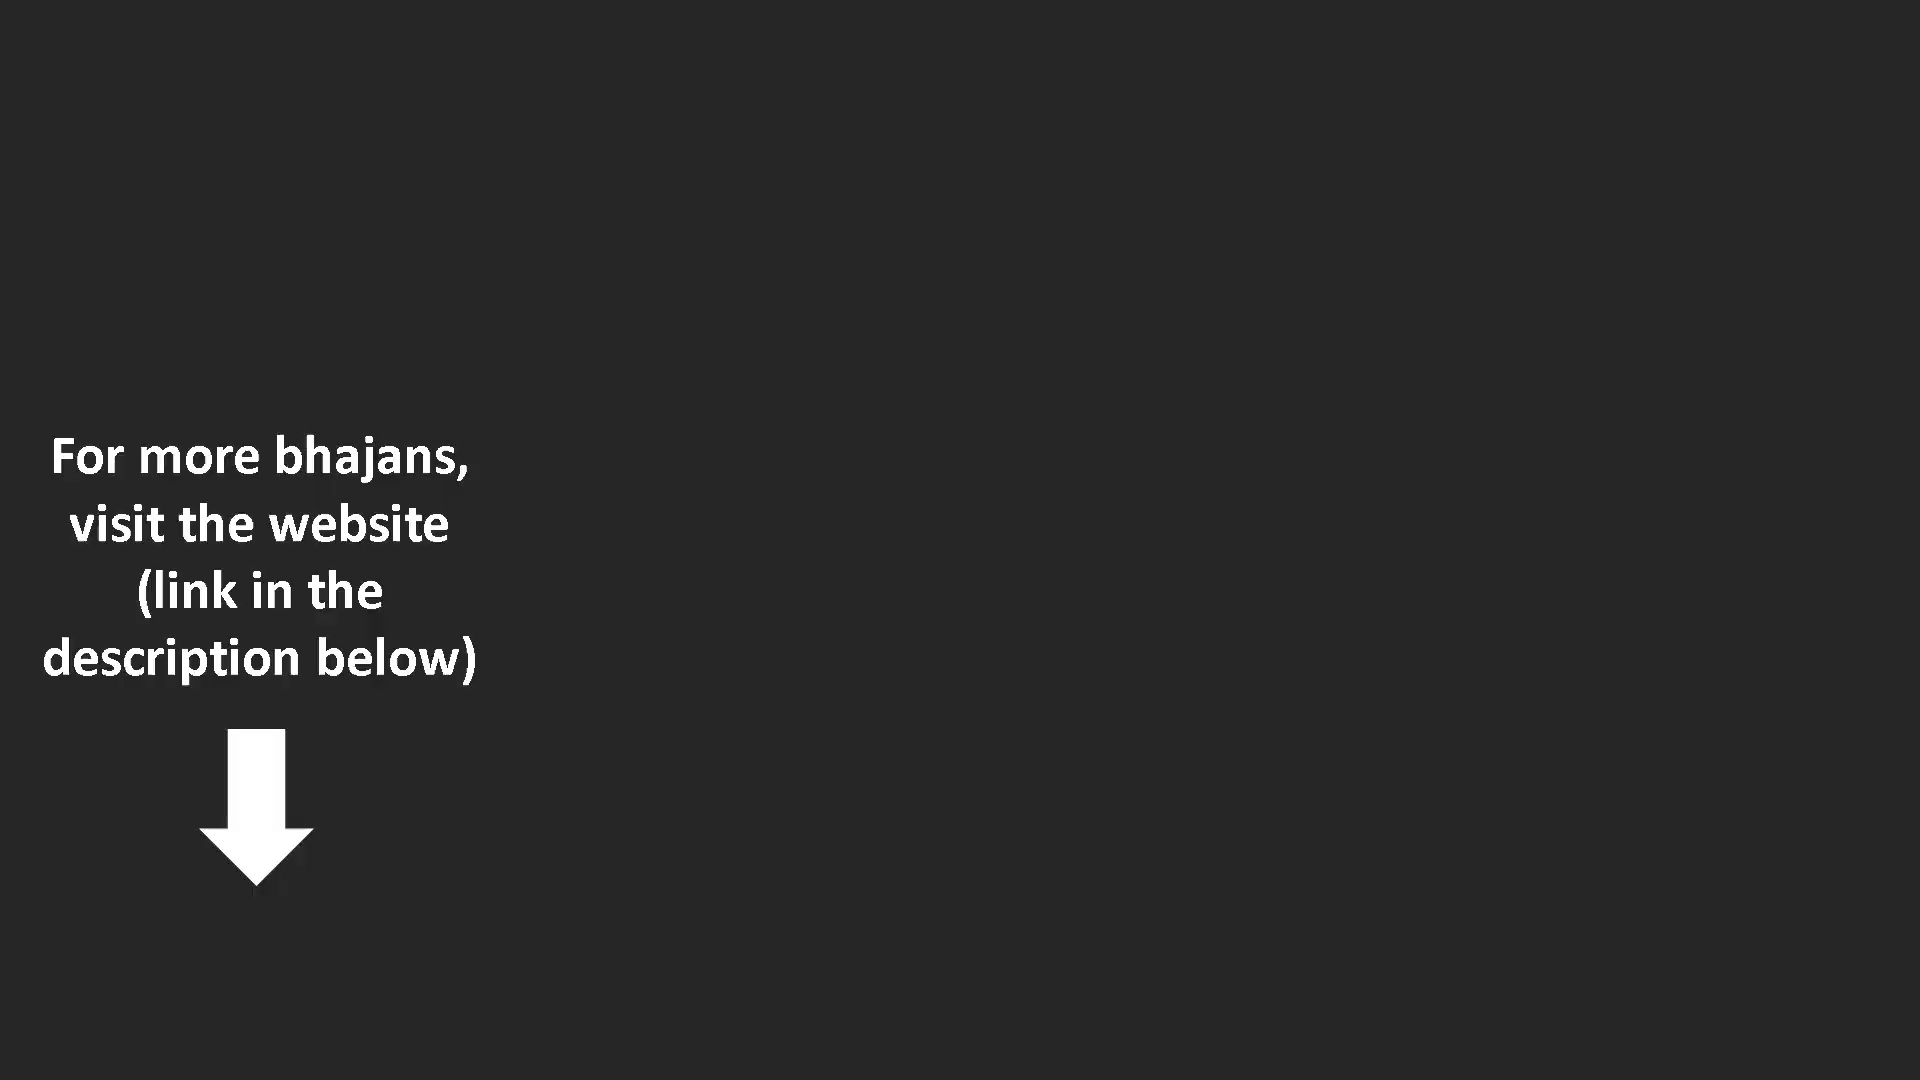 For more bhajans,
visit the website
(link in the
description below)